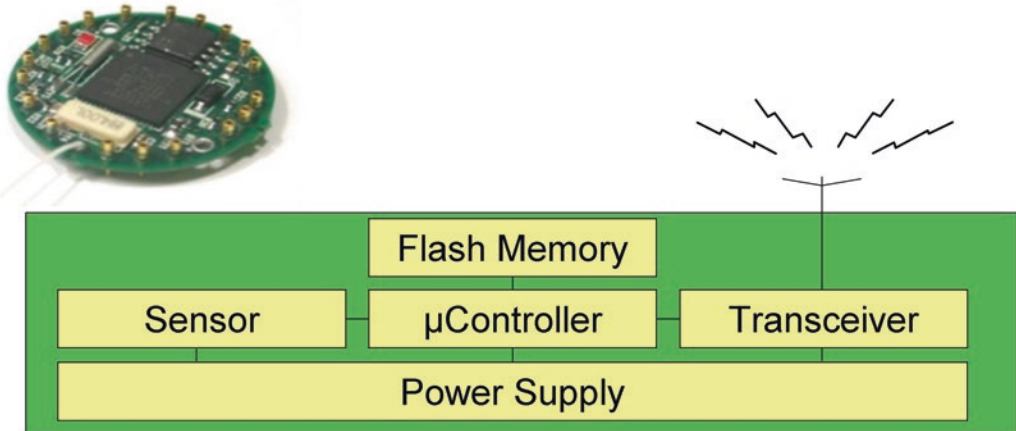 Flash Memory
Sensor
µController
Transceiver
Power Supply